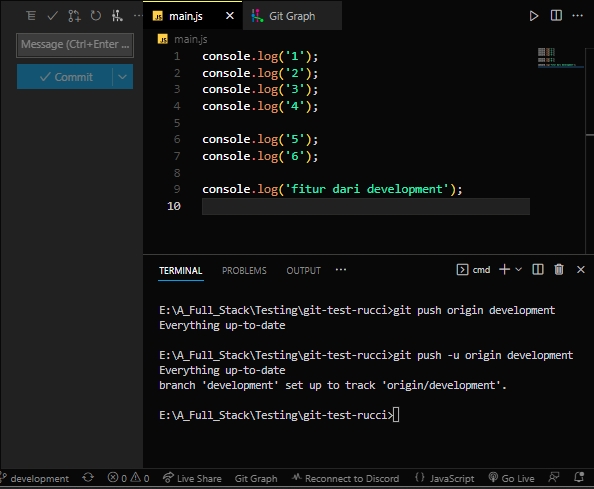 main.js
Git Graph
main.js
Message (Ctrl+Enter ...
Commit
1 console.log('1');
2 console.log('2');
3 console.log('3');
4 console.log('4');
5
6 console.log('5');
7 console.log('6');
8
9 console.log('fitur dari development');
10
TERMINAL PROBLEMS OUTPUT ... cmd
E:\A_Full_Stack\Testing\git-test-rucci>git push origin development
Everything up-to-date
E:\A_Full_Stack\Testing\git-test-rucci>git push -u origin development
Everything up-to-date
branch 'development' set up to track 'origin/development'.
E:\A_Full_Stack\Testing\git-test-rucci>
development 0 0 Live Share Git Graph Reconnect to Discord {} JavaScript Go Live